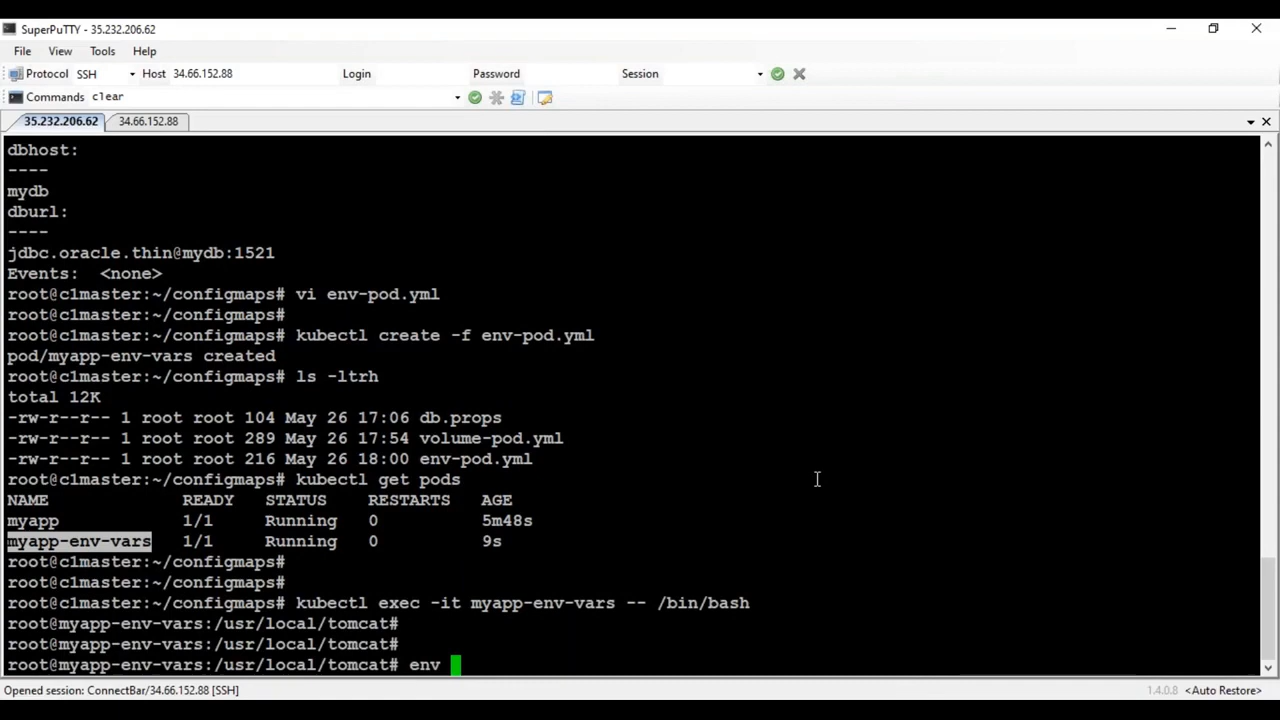 SuperPuTTY - 35.232.206.62
File View Tools Help
Protocol SSH Host 34.66.152.88 Login Password Session
Commands clear
35.232.206.62 34.66.152.88
dbhost:
----
mydb
dburl:
----
jdbc.oracle.thin@mydb:1521
Events:  <none>
root@c1master:~/configmaps# vi env-pod.yml
root@c1master:~/configmaps#
root@c1master:~/configmaps# kubectl create -f env-pod.yml
pod/myapp-env-vars created
root@c1master:~/configmaps# ls -ltrh
total 12K
-rw-r--r-- 1 root root 104 May 26 17:06 db.props
-rw-r--r-- 1 root root 289 May 26 17:54 volume-pod.yml
-rw-r--r-- 1 root root 216 May 26 18:00 env-pod.yml
root@c1master:~/configmaps# kubectl get pods
NAME READY STATUS RESTARTS AGE
myapp 1/1 Running 0 5m48s
myapp-env-vars 1/1 Running 0 9s
root@c1master:~/configmaps#
root@c1master:~/configmaps#
root@c1master:~/configmaps# kubectl exec -it myapp-env-vars -- /bin/bash
root@myapp-env-vars:/usr/local/tomcat#
root@myapp-env-vars:/usr/local/tomcat#
root@myapp-env-vars:/usr/local/tomcat# env
Opened session: ConnectBar/34.66.152.88 [SSH] 1.4.0.8 <Auto Restore>